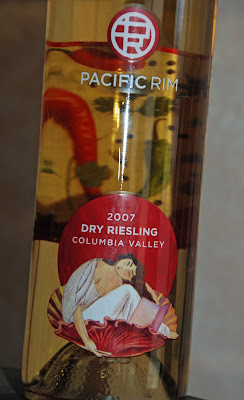 PACIFIC RIM
2007
DRY RIESLING
COLUMBIA VALLEY